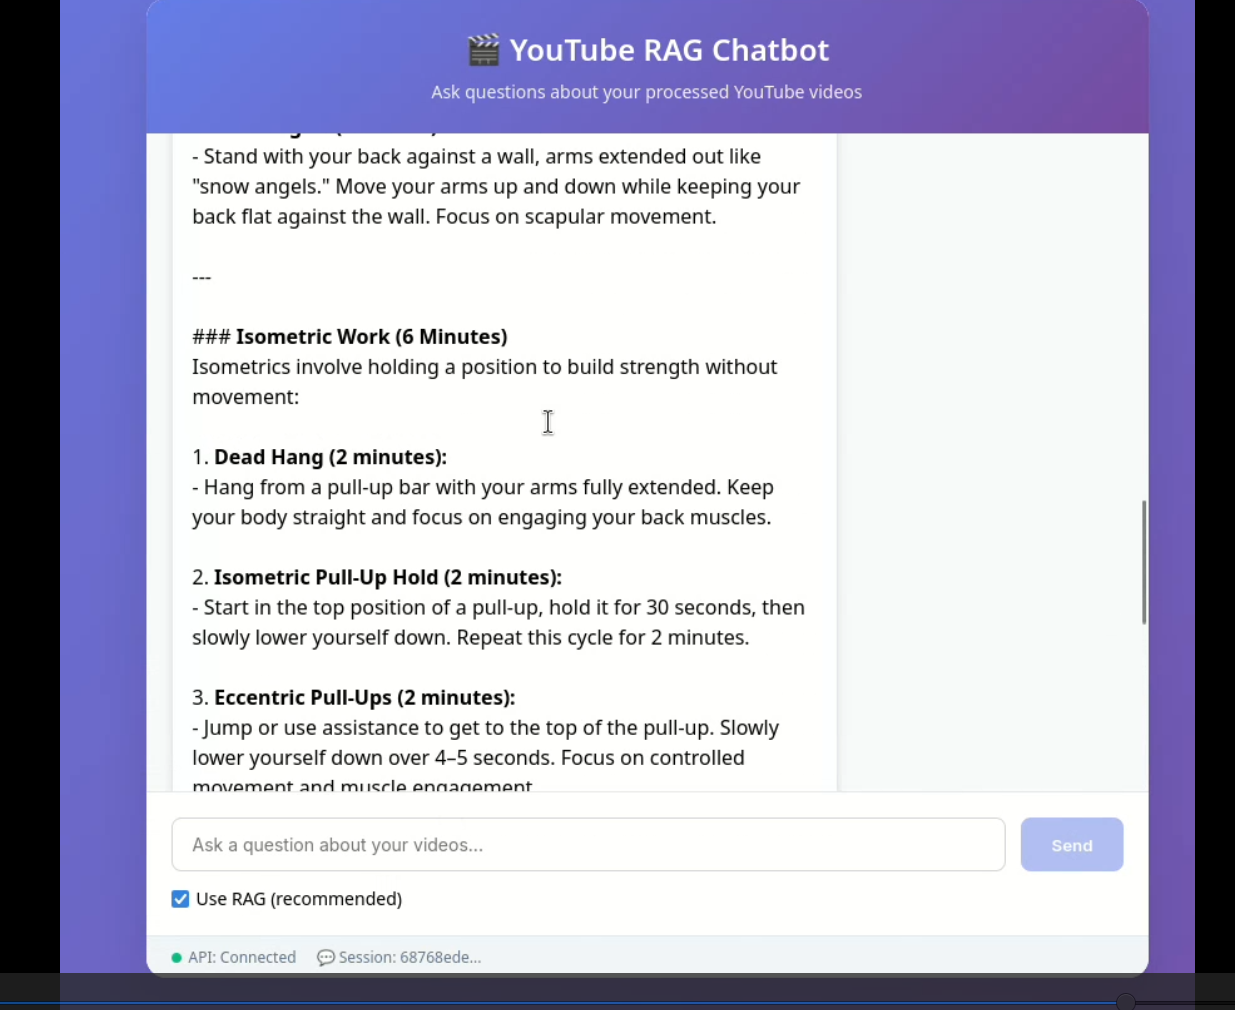 🎬 YouTube RAG Chatbot
Ask questions about your processed YouTube videos
- Stand with your back against a wall, arms extended out like
"snow angels." Move your arms up and down while keeping your
back flat against the wall. Focus on scapular movement.
---
### Isometric Work (6 Minutes)
Isometrics involve holding a position to build strength without
movement:
1. Dead Hang (2 minutes):
- Hang from a pull-up bar with your arms fully extended. Keep
your body straight and focus on engaging your back muscles.
2. Isometric Pull-Up Hold (2 minutes):
- Start in the top position of a pull-up, hold it for 30 seconds, then
slowly lower yourself down. Repeat this cycle for 2 minutes.
3. Eccentric Pull-Ups (2 minutes):
- Jump or use assistance to get to the top of the pull-up. Slowly
lower yourself down over 4–5 seconds. Focus on controlled
movement and muscle engagement
Ask a question about your videos...
Send
Use RAG (recommended)
API: Connected 💬 Session: 68768ede...